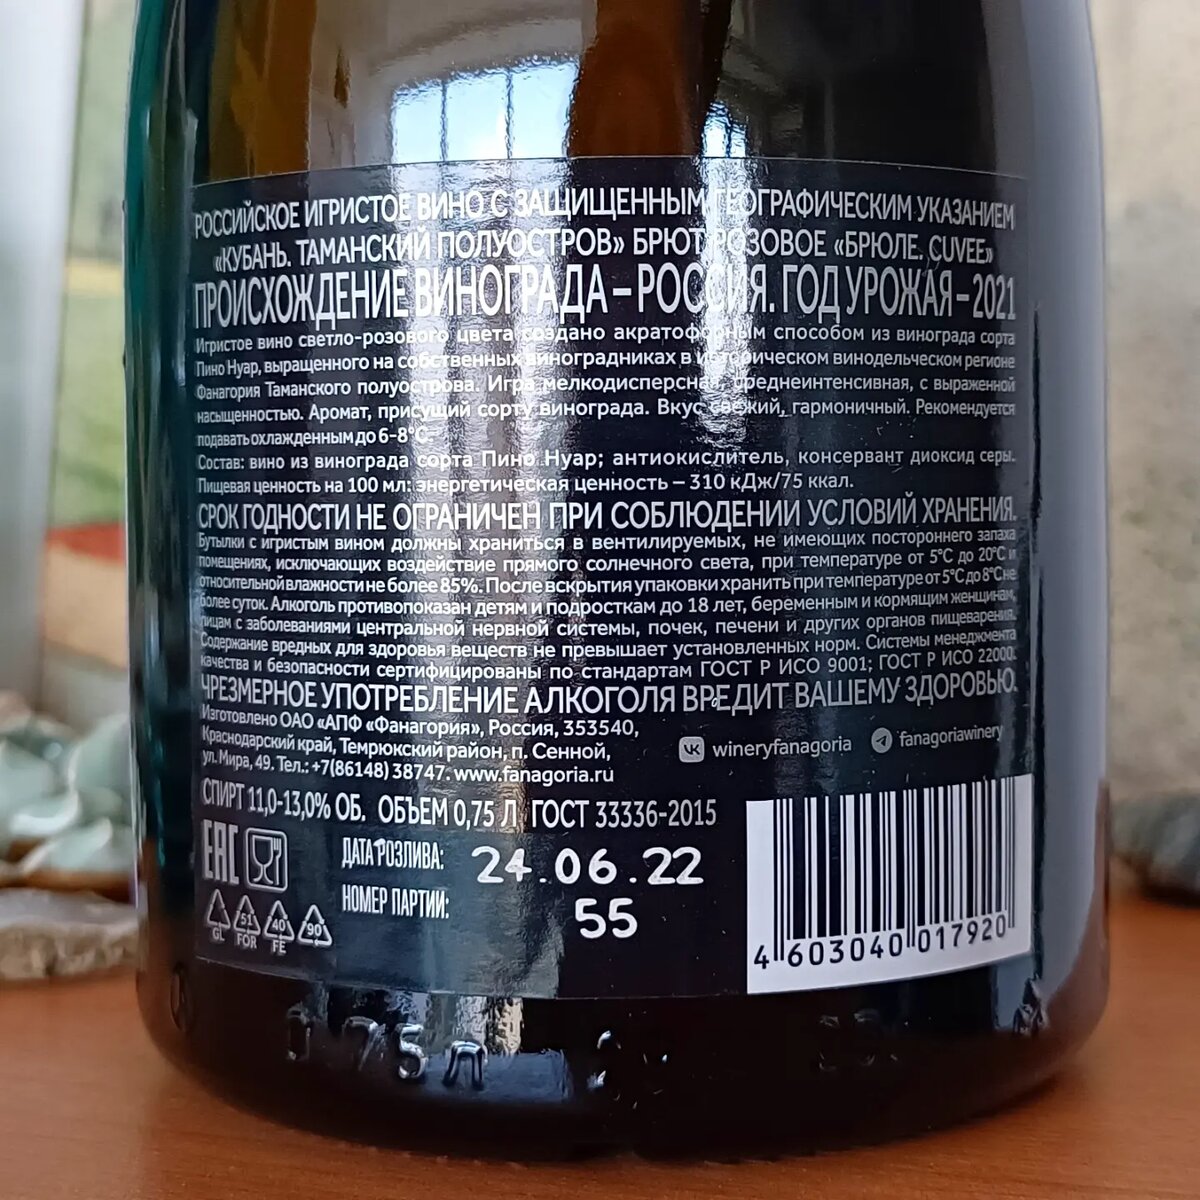 РОССИЙСКОЕ ИГРИСТОЕ ВИНО С ЗАЩИЩЕННЫМ ГЕОГРАФИЧЕСКИМ УКАЗАНИЕМ
«КУБАНЬ. ТАМАНСКИЙ ПОЛУОСТРОВ» БРЮТ РОЗОВОЕ «БРЮЛЕ. CUVEE»
ПРОИСХОЖДЕНИЕ ВИНОГРАДА – РОССИЯ. ГОД УРОЖАЯ – 2021
Игристое вино светло-розового цвета создано акратофорным способом из винограда сорта
Пино Нуар, выращенного на собственных виноградниках в историческом винодельческом регионе
Фанагория Таманского полуострова. Игра мелкодисперсная, среднеинтенсивная, с выраженной
насыщенностью. Аромат, присущий сорту винограда. Вкус свежий, гармоничный. Рекомендуется
подавать охлажденным до 6-8°С.
Состав: вино из винограда сорта Пино Нуар; антиокислитель, консервант диоксид серы.
Пищевая ценность на 100 мл: энергетическая ценность – 310 кДж/75 ккал.
СРОК ГОДНОСТИ НЕ ОГРАНИЧЕН ПРИ СОБЛЮДЕНИИ УСЛОВИЙ ХРАНЕНИЯ.
Бутылки с игристым вином должны храниться в вентилируемых, не имеющих постороннего запаха
помещениях, исключающих воздействие прямого солнечного света, при температуре от 5°С до 20°С и
относительной влажности не более 85%. После вскрытия упаковки хранить при температуре от 5°С до 8°С не
более суток. Алкоголь противопоказан детям и подросткам до 18 лет, беременным и кормящим женщинам,
лицам с заболеваниями центральной нервной системы, почек, печени и других органов пищеварения.
Содержание вредных для здоровья веществ не превышает установленных норм. Системы менеджмента
качества и безопасности сертифицированы по стандартам ГОСТ Р ИСО 9001; ГОСТ Р ИСО 22000.
ЧРЕЗМЕРНОЕ УПОТРЕБЛЕНИЕ АЛКОГОЛЯ ВРЕДИТ ВАШЕМУ ЗДОРОВЬЮ.
Изготовлено ОАО «АПФ «Фанагория», Россия, 353540,
Краснодарский край, Темрюкский район, п. Сенной,
ул. Мира, 49. Тел.: +7(86148) 38747. www.fanagoria.ru
wineryfanagoria fanagoriawinery
СПИРТ 11,0-13,0% ОБ. ОБЪЕМ 0,75 Л ГОСТ 33336-2015
EAC
ДАТА РОЗЛИВА: 24.06.22
НОМЕР ПАРТИИ: 55
GL 51 FOR 40 FE 90
4 603040 017920
0 75 л